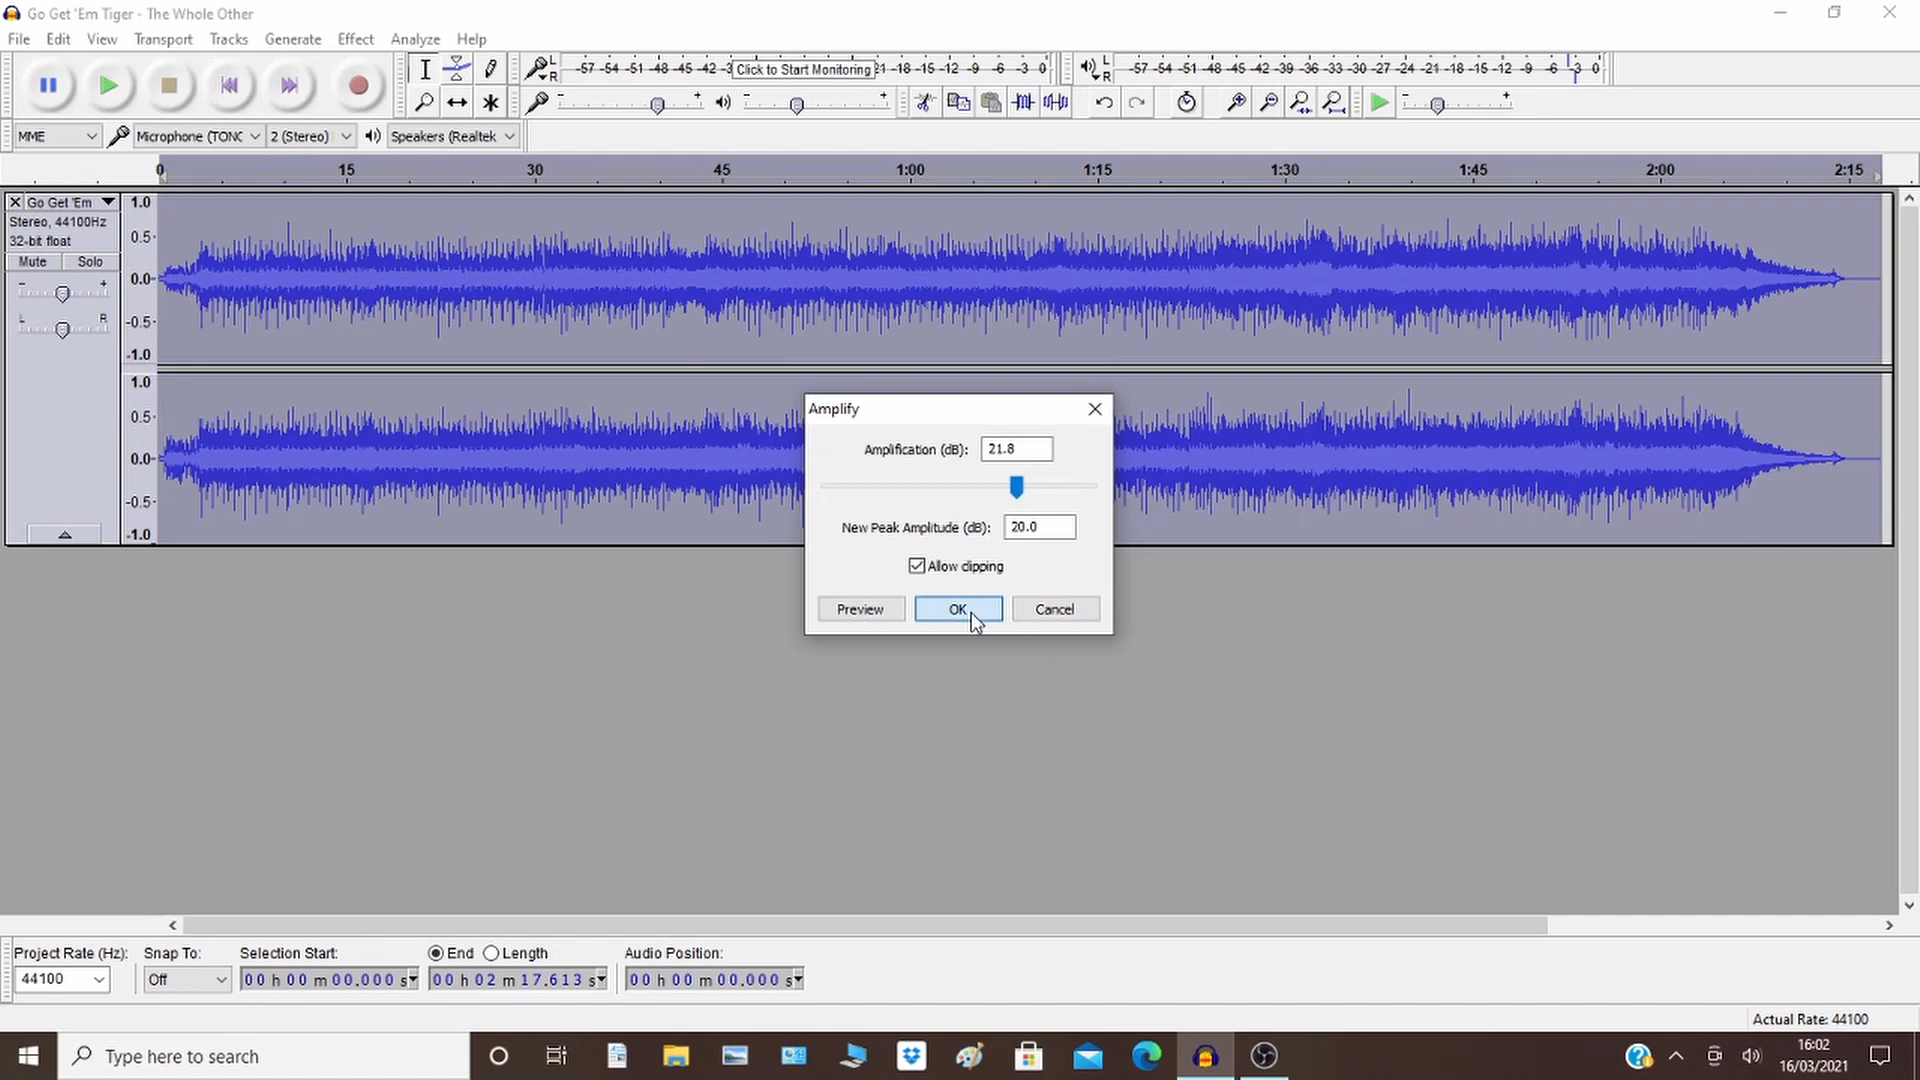 Go Get 'Em Tiger - The Whole Other
File Edit View Transport Tracks Generate Effect Analyze Help
L R -57 -54 -51 -48 -45 -42 -3 Click to Start Monitoring 21 -18 -15 -12 -9 -6 -3 0
L R -57 -54 -51 -48 -45 -42 -39 -36 -33 -30 -27 -24 -21 -18 -15 -12 -9 -6 -3 0
MME Microphone (TONC 2 (Stereo) Speakers (Realtek
0 15 30 45 1:00 1:15 1:30 1:45 2:00 2:15
Go Get 'Em
Stereo, 44100Hz
32-bit float
Mute Solo
- +
L R
1.0
0.5
0.0
-0.5
-1.0
1.0
0.5
0.0
-0.5
-1.0
Amplify
Amplification (dB): 21.8
New Peak Amplitude (dB): 20.0
Allow clipping
Preview OK Cancel
Project Rate (Hz): Snap To: Selection Start: End Length Audio Position:
44100 Off 00 h 00 m 00.000 s 00 h 02 m 17.613 s 00 h 00 m 00.000 s
Actual Rate: 44100
Type here to search
16:02
16/03/2021